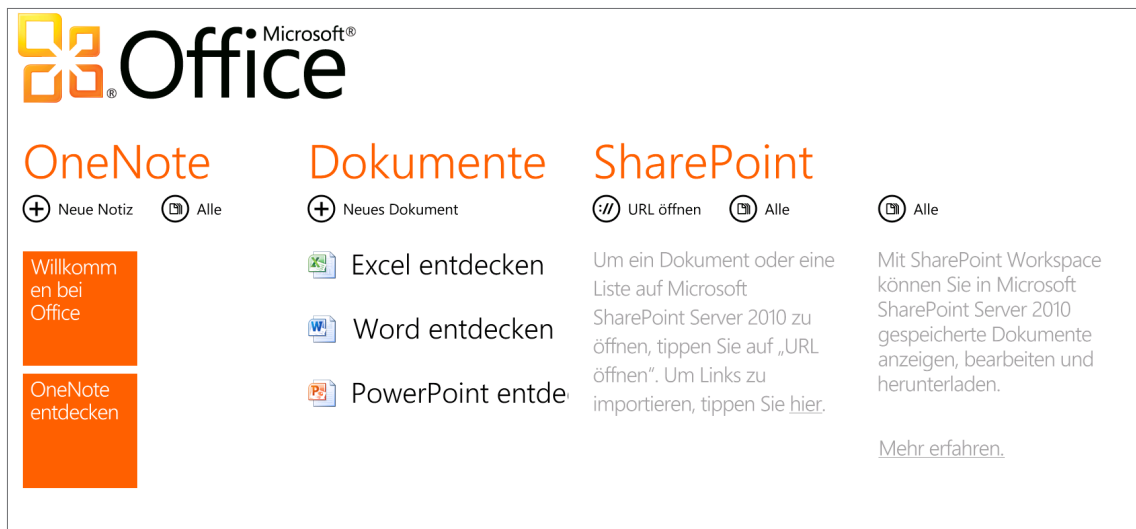 Microsoft®
®Office
OneNote
Neue Notiz
Alle
Willkomm
en bei
Office
OneNote
entdecken
Dokumente
Neues Dokument
Excel entdecken
Word entdecken
PowerPoint entde
SharePoint
URL öffnen
Alle
Um ein Dokument oder eine
Liste auf Microsoft
SharePoint Server 2010 zu
öffnen, tippen Sie auf „URL
öffnen“. Um Links zu
importieren, tippen Sie hier.
Alle
Mit SharePoint Workspace
können Sie in Microsoft
SharePoint Server 2010
gespeicherte Dokumente
anzeigen, bearbeiten und
herunterladen.
Mehr erfahren.